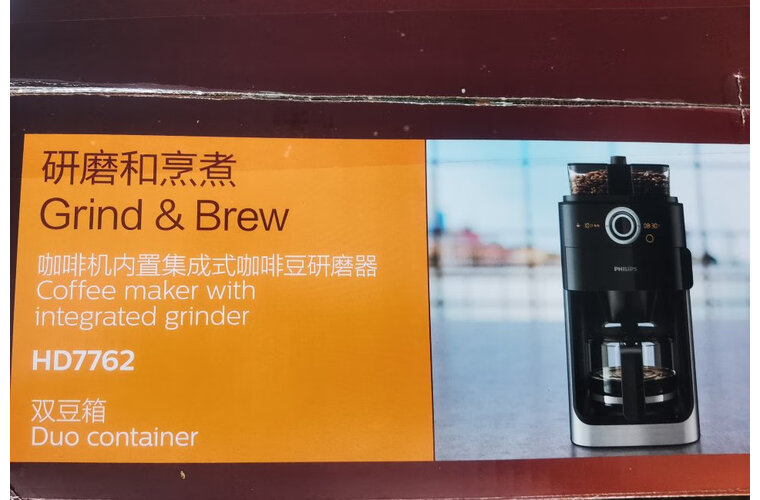 研磨和烹煮
Grind & Brew
咖啡机内置集成式咖啡豆研磨器
Coffee maker with
integrated grinder
HD7762
双豆箱
Duo container
PHILIPS